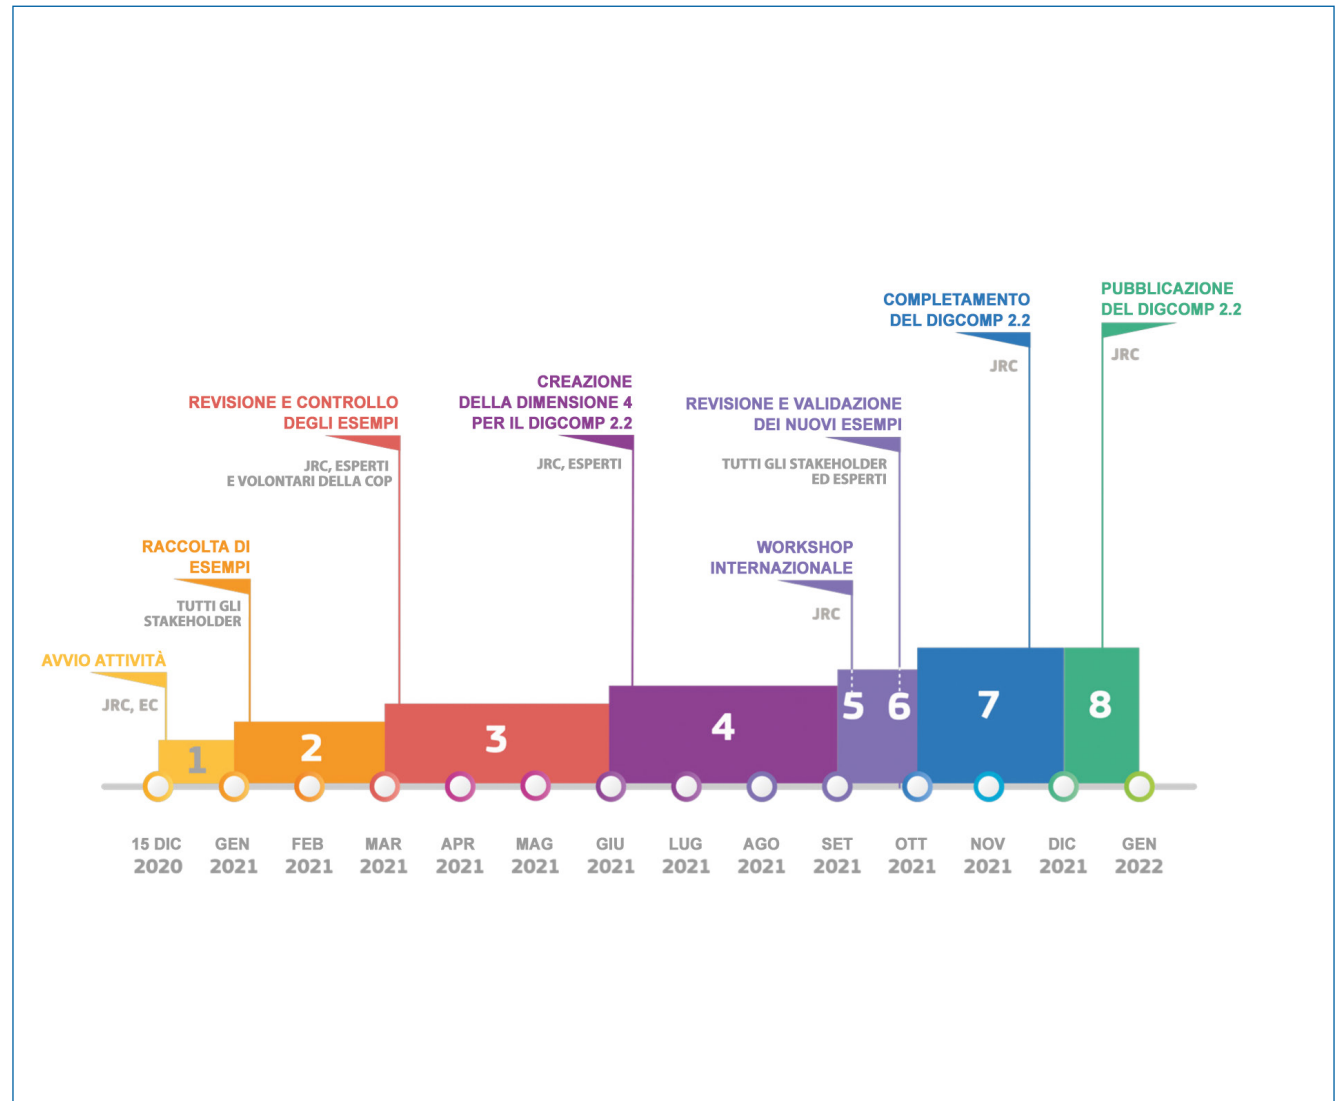 PUBBLICAZIONE
DEL DIGCOMP 2.2
JRC
COMPLETAMENTO
DEL DIGCOMP 2.2
JRC
CREAZIONE
DELLA DIMENSIONE 4
PER IL DIGCOMP 2.2
JRC, ESPERTI
REVISIONE E CONTROLLO
DEGLI ESEMPI
JRC, ESPERTI
E VOLONTARI DELLA COP
REVISIONE E VALIDAZIONE
DEI NUOVI ESEMPI
TUTTI GLI STAKEHOLDER
ED ESPERTI
RACCOLTA DI
ESEMPI
TUTTI GLI
STAKEHOLDER
WORKSHOP
INTERNAZIONALE
JRC
AVVIO ATTIVITÀ
JRC, EC
1
2
3
4
5
6
7
8
15 DIC
2020
GEN
2021
FEB
2021
MAR
2021
APR
2021
MAG
2021
GIU
2021
LUG
2021
AGO
2021
SET
2021
OTT
2021
NOV
2021
DIC
2021
GEN
2022